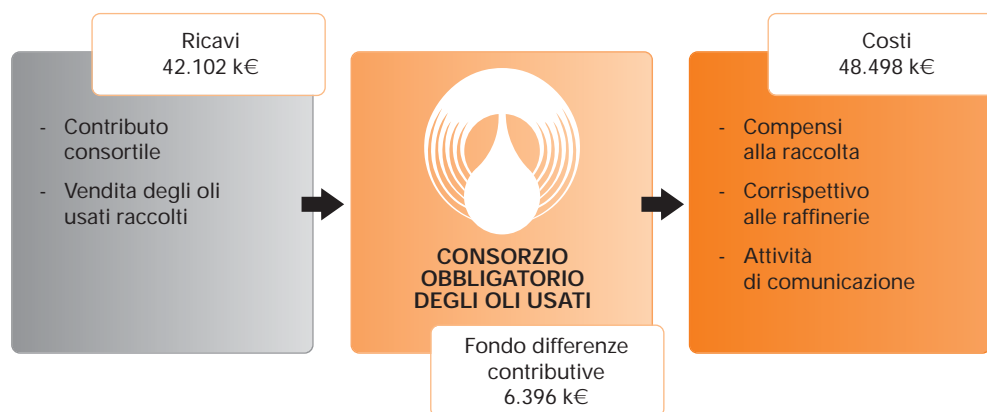 Ricavi
42.102 k€
- Contributo
consortile
- Vendita degli oli
usati raccolti
CONSORZIO
OBBLIGATORIO
DEGLI OLI USATI
Fondo differenze
contributive
6.396 k€
Costi
48.498 k€
- Compensi
alla raccolta
- Corrispettivo
alle raffinerie
- Attività
di comunicazione